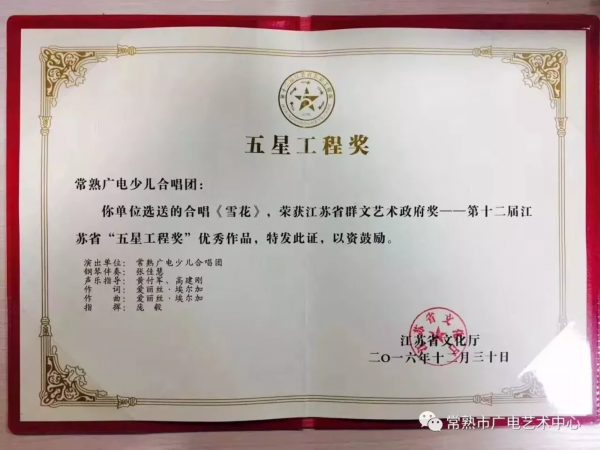 五星工程奖
常熟广电少儿合唱团：
你单位选送的合唱《雪花》，荣获江苏省群文艺术政府奖——第十二届江
苏省“五星工程奖”优秀作品，特发此证，以资鼓励。
演出单位：常熟广电少儿合唱团
钢琴伴奏：张佳慧
声乐指导：黄付军、高建刚
作 词：爱丽丝·埃尔加
作 曲：爱丽丝·埃尔加
指 挥：庞 毅
江苏省文化厅
二〇一六年十二月三十日
常熟市广电艺术中心